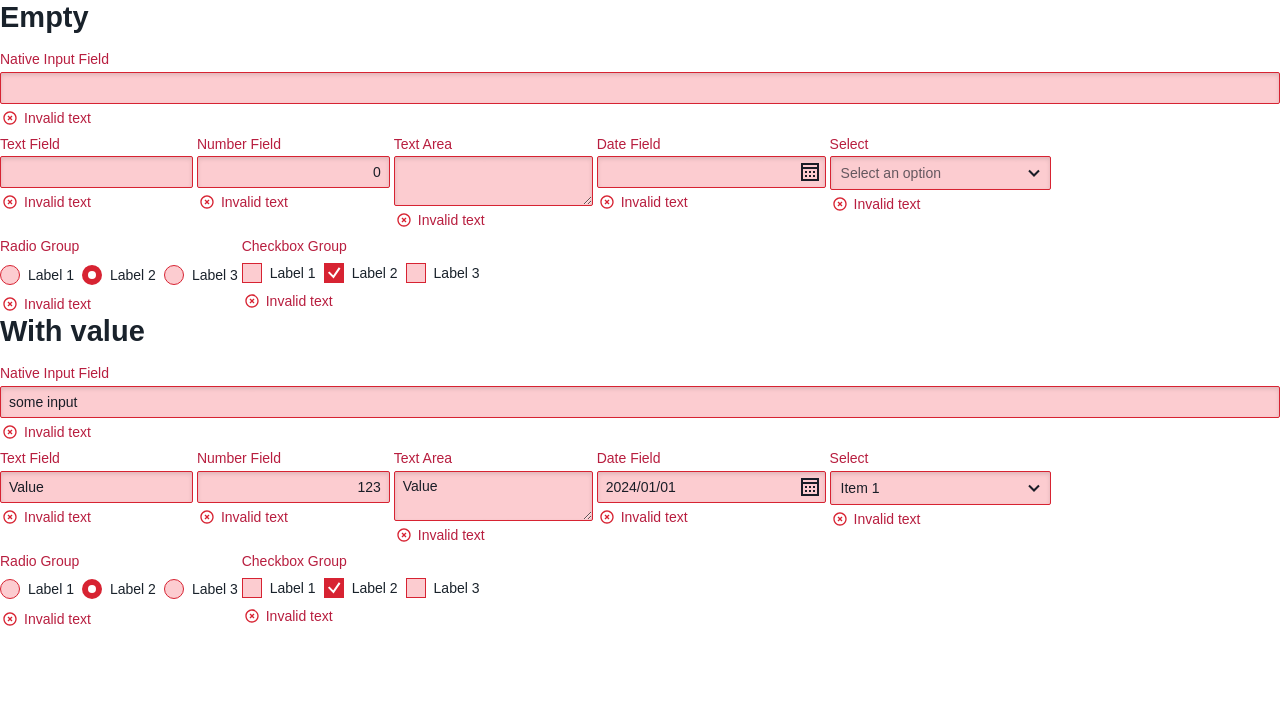 Empty
Native Input Field
Invalid text
Text Field Number Field Text Area Date Field Select
0 Select an option
Invalid text Invalid text Invalid text Invalid text Invalid text
Radio Group Checkbox Group
Label 1 Label 2 Label 3 Label 1 Label 2 Label 3
Invalid text Invalid text
With value
Native Input Field
some input
Invalid text
Text Field Number Field Text Area Date Field Select
Value 123 Value 2024/01/01 Item 1
Invalid text Invalid text Invalid text Invalid text Invalid text
Radio Group Checkbox Group
Label 1 Label 2 Label 3 Label 1 Label 2 Label 3
Invalid text Invalid text